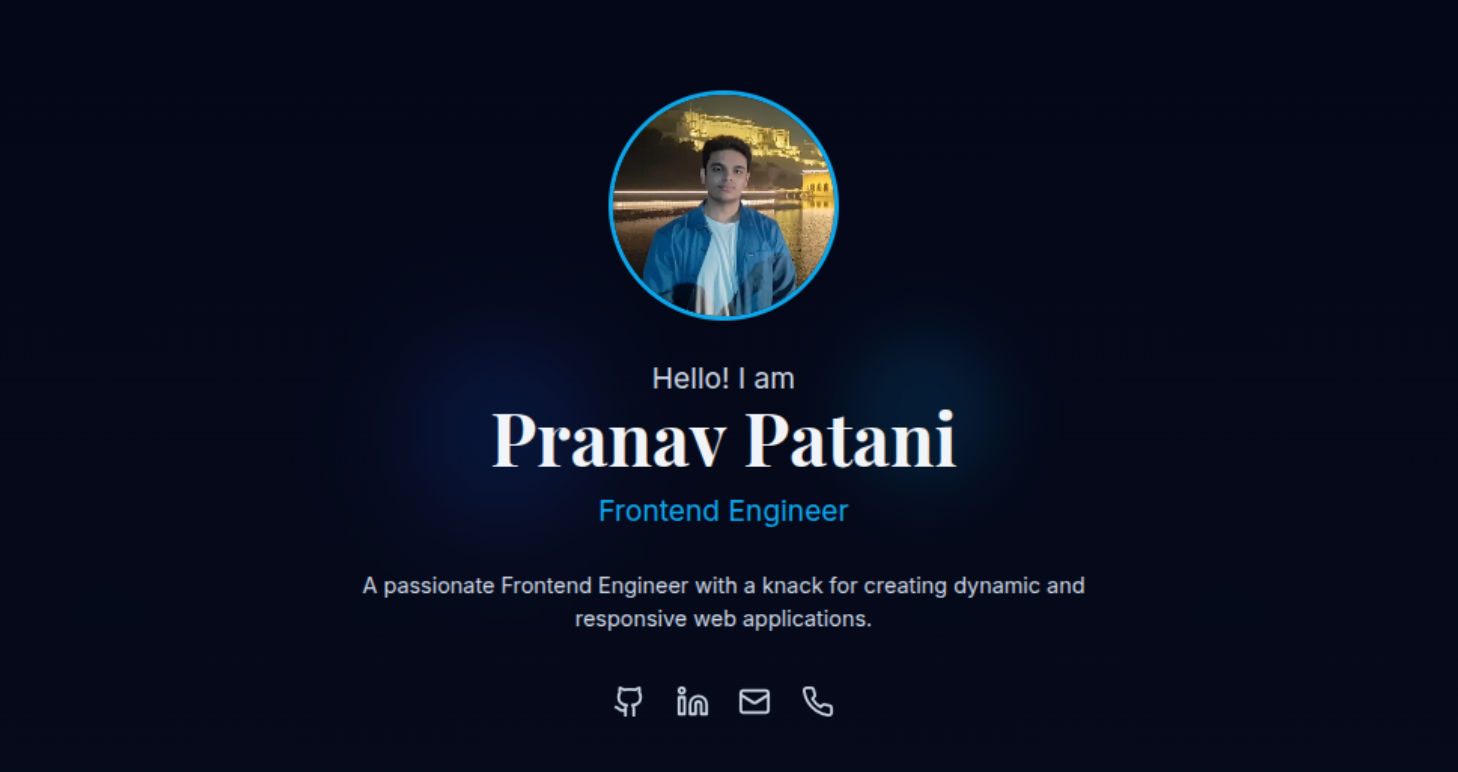 Hello! I am
Pranav Patani
Frontend Engineer
A passionate Frontend Engineer with a knack for creating dynamic and
responsive web applications.